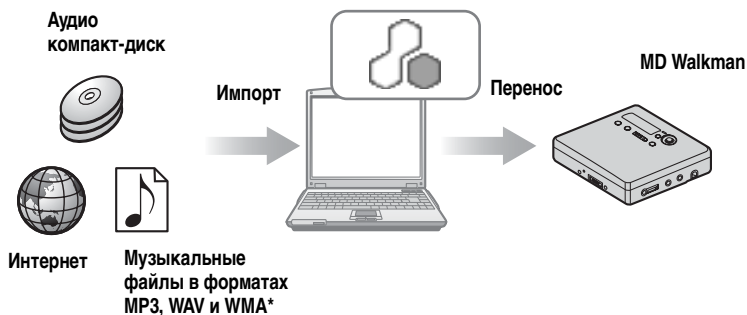 Аудио
компакт-диск
Импорт
Перенос
MD Walkman
Интернет
Музыкальные
файлы в форматах
MP3, WAV и WMA*